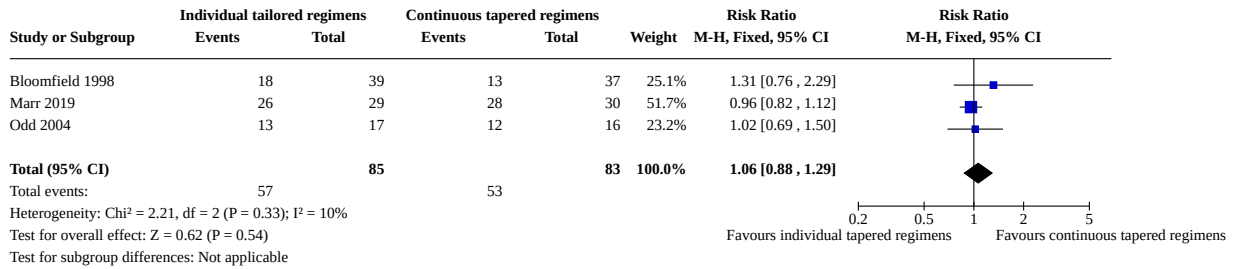 Individual tailored regimens Continuous tapered regimens Risk Ratio Risk Ratio
Study or Subgroup Events Total Events Total Weight M-H, Fixed, 95% CI M-H, Fixed, 95% CI
Bloomfield 1998 18 39 13 37 25.1% 1.31 [0.76 , 2.29]
Marr 2019 26 29 28 30 51.7% 0.96 [0.82 , 1.12]
Odd 2004 13 17 12 16 23.2% 1.02 [0.69 , 1.50]
Total (95% CI) 85 83 100.0% 1.06 [0.88 , 1.29]
Total events: 57 53
Heterogeneity: Chi² = 2.21, df = 2 (P = 0.33); I² = 10%
0.2 0.5 1 2 5
Test for overall effect: Z = 0.62 (P = 0.54) Favours individual tapered regimens Favours continuous tapered regimens
Test for subgroup differences: Not applicable